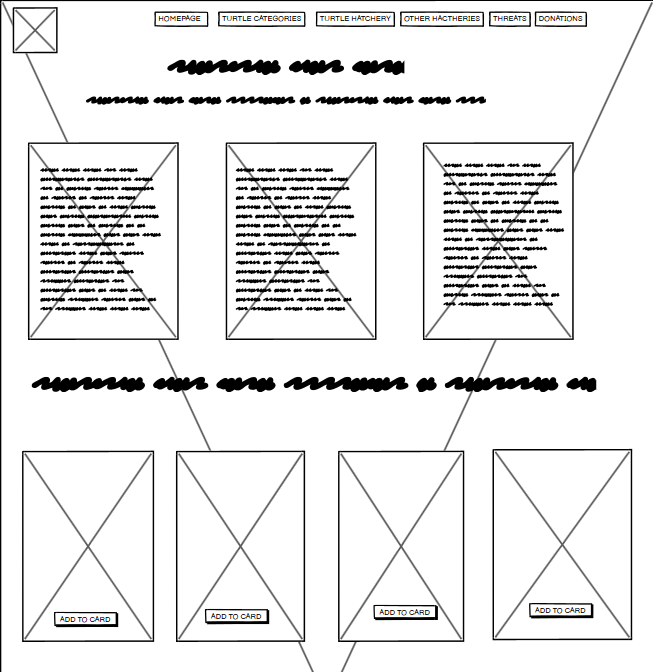 HOMEPAGE TURTLE CATEGORIES TURTLE HATCHERY OTHER HACTHERIES THREATS DONATIONS
ADD TO CARD ADD TO CARD ADD TO CARD ADD TO CARD